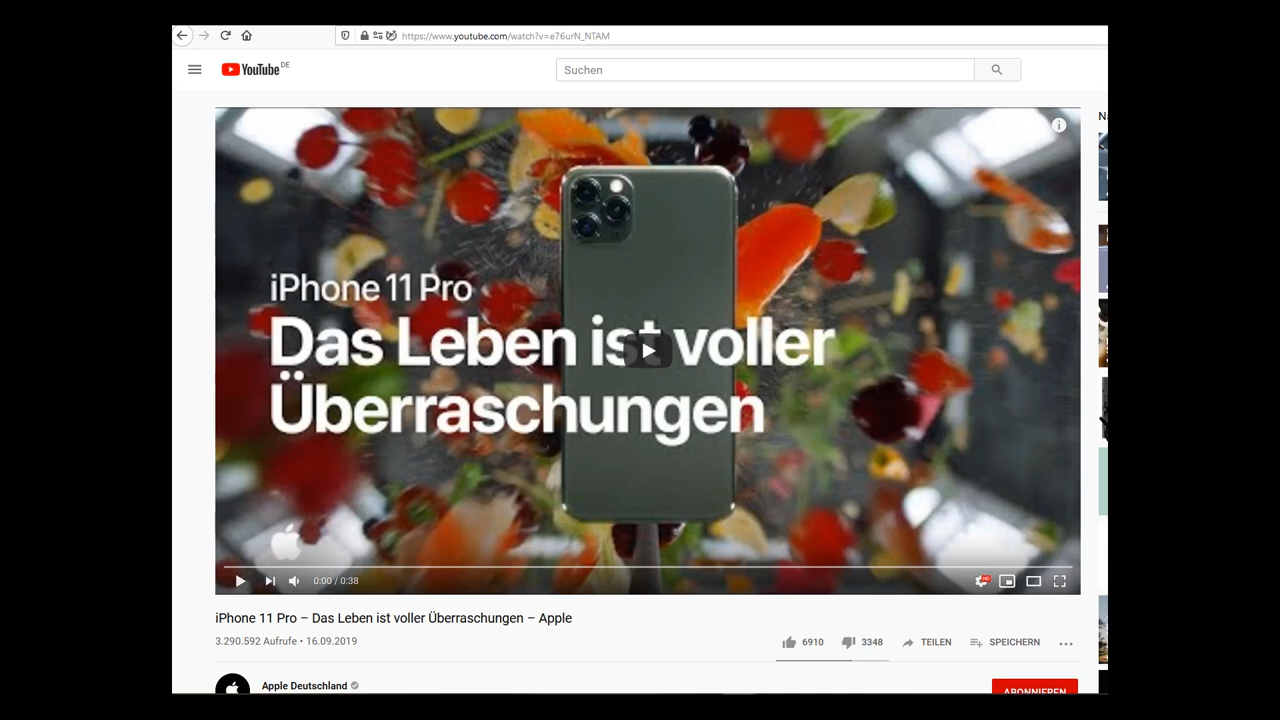 https://www.youtube.com/watch?v=e76urN_NTAM
YouTube DE
Suchen
iPhone 11 Pro
Das Leben ist voller
Überraschungen
0:00 / 0:38
HD
iPhone 11 Pro – Das Leben ist voller Überraschungen – Apple
3.290.592 Aufrufe • 16.09.2019
6910 3348 TEILEN SPEICHERN
Apple Deutschland
ABONNIEREN